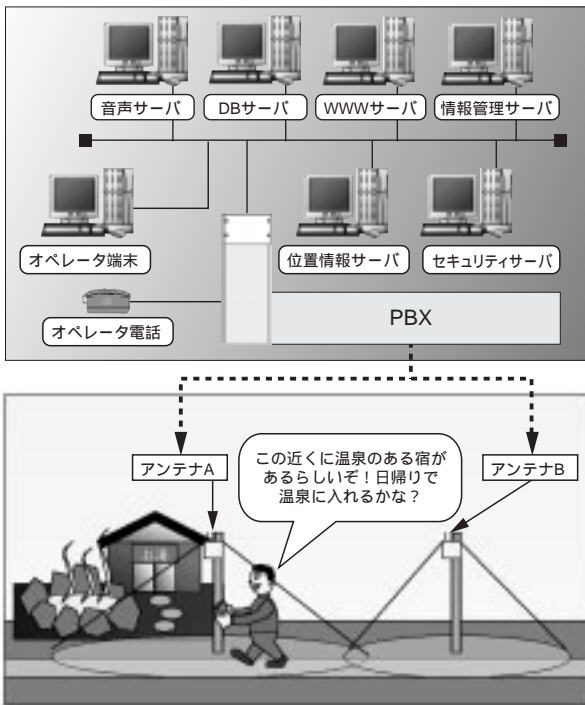 音声サーバ
DBサーバ
WWWサーバ
情報管理サーバ
オペレータ端末
位置情報サーバ
セキュリティサーバ
オペレータ電話
PBX
アンテナA
この近くに温泉のある宿が
あるらしいぞ！日帰りで
温泉に入れるかな？
アンテナB